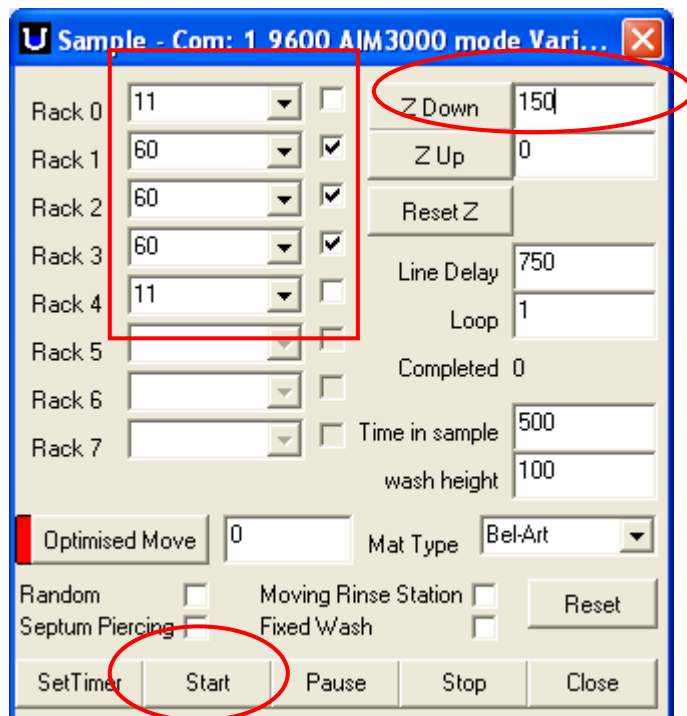 U Sample - Com: 1 9600 AIM3000 mode Vari...
Rack 0 11 Z Down 150
Rack 1 60 Z Up 0
Rack 2 60 Reset Z
Rack 3 60 Line Delay 750
Rack 4 11 Loop 1
Rack 5 Completed 0
Rack 6
Rack 7 Time in sample 500
wash height 100
Optimised Move 0 Mat Type Bel-Art
Random Moving Rinse Station Reset
Septum Piercing Fixed Wash
SetTimer Start Pause Stop Close